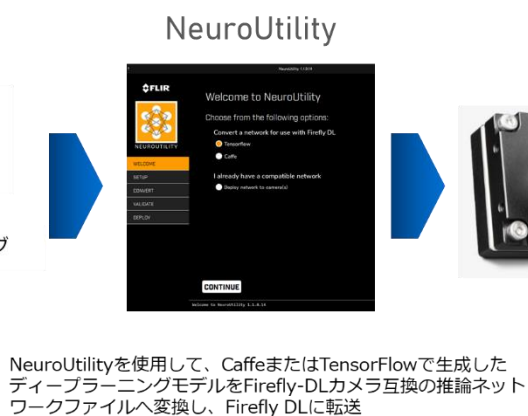 NeuroUtility
NeuroUtility 1.1.0.14
FLIR
NEUROUTILITY
WELCOME
SETUP
CONVERT
VALIDATE
DEPLOY
Welcome to NeuroUtility
Choose from the following options:
Convert a network for use with Firefly DL
Tensorflow
Caffe
I already have a compatible network
Deploy network to camera(s)
CONTINUE
Welcome to NeuroUtility 1.1.0.14
グ
NeuroUtilityを使用して、CaffeまたはTensorFlowで生成した
ディープラーニングモデルをFirefly-DLカメラ互換の推論ネット
ワークファイルへ変換し、Firefly DLに転送